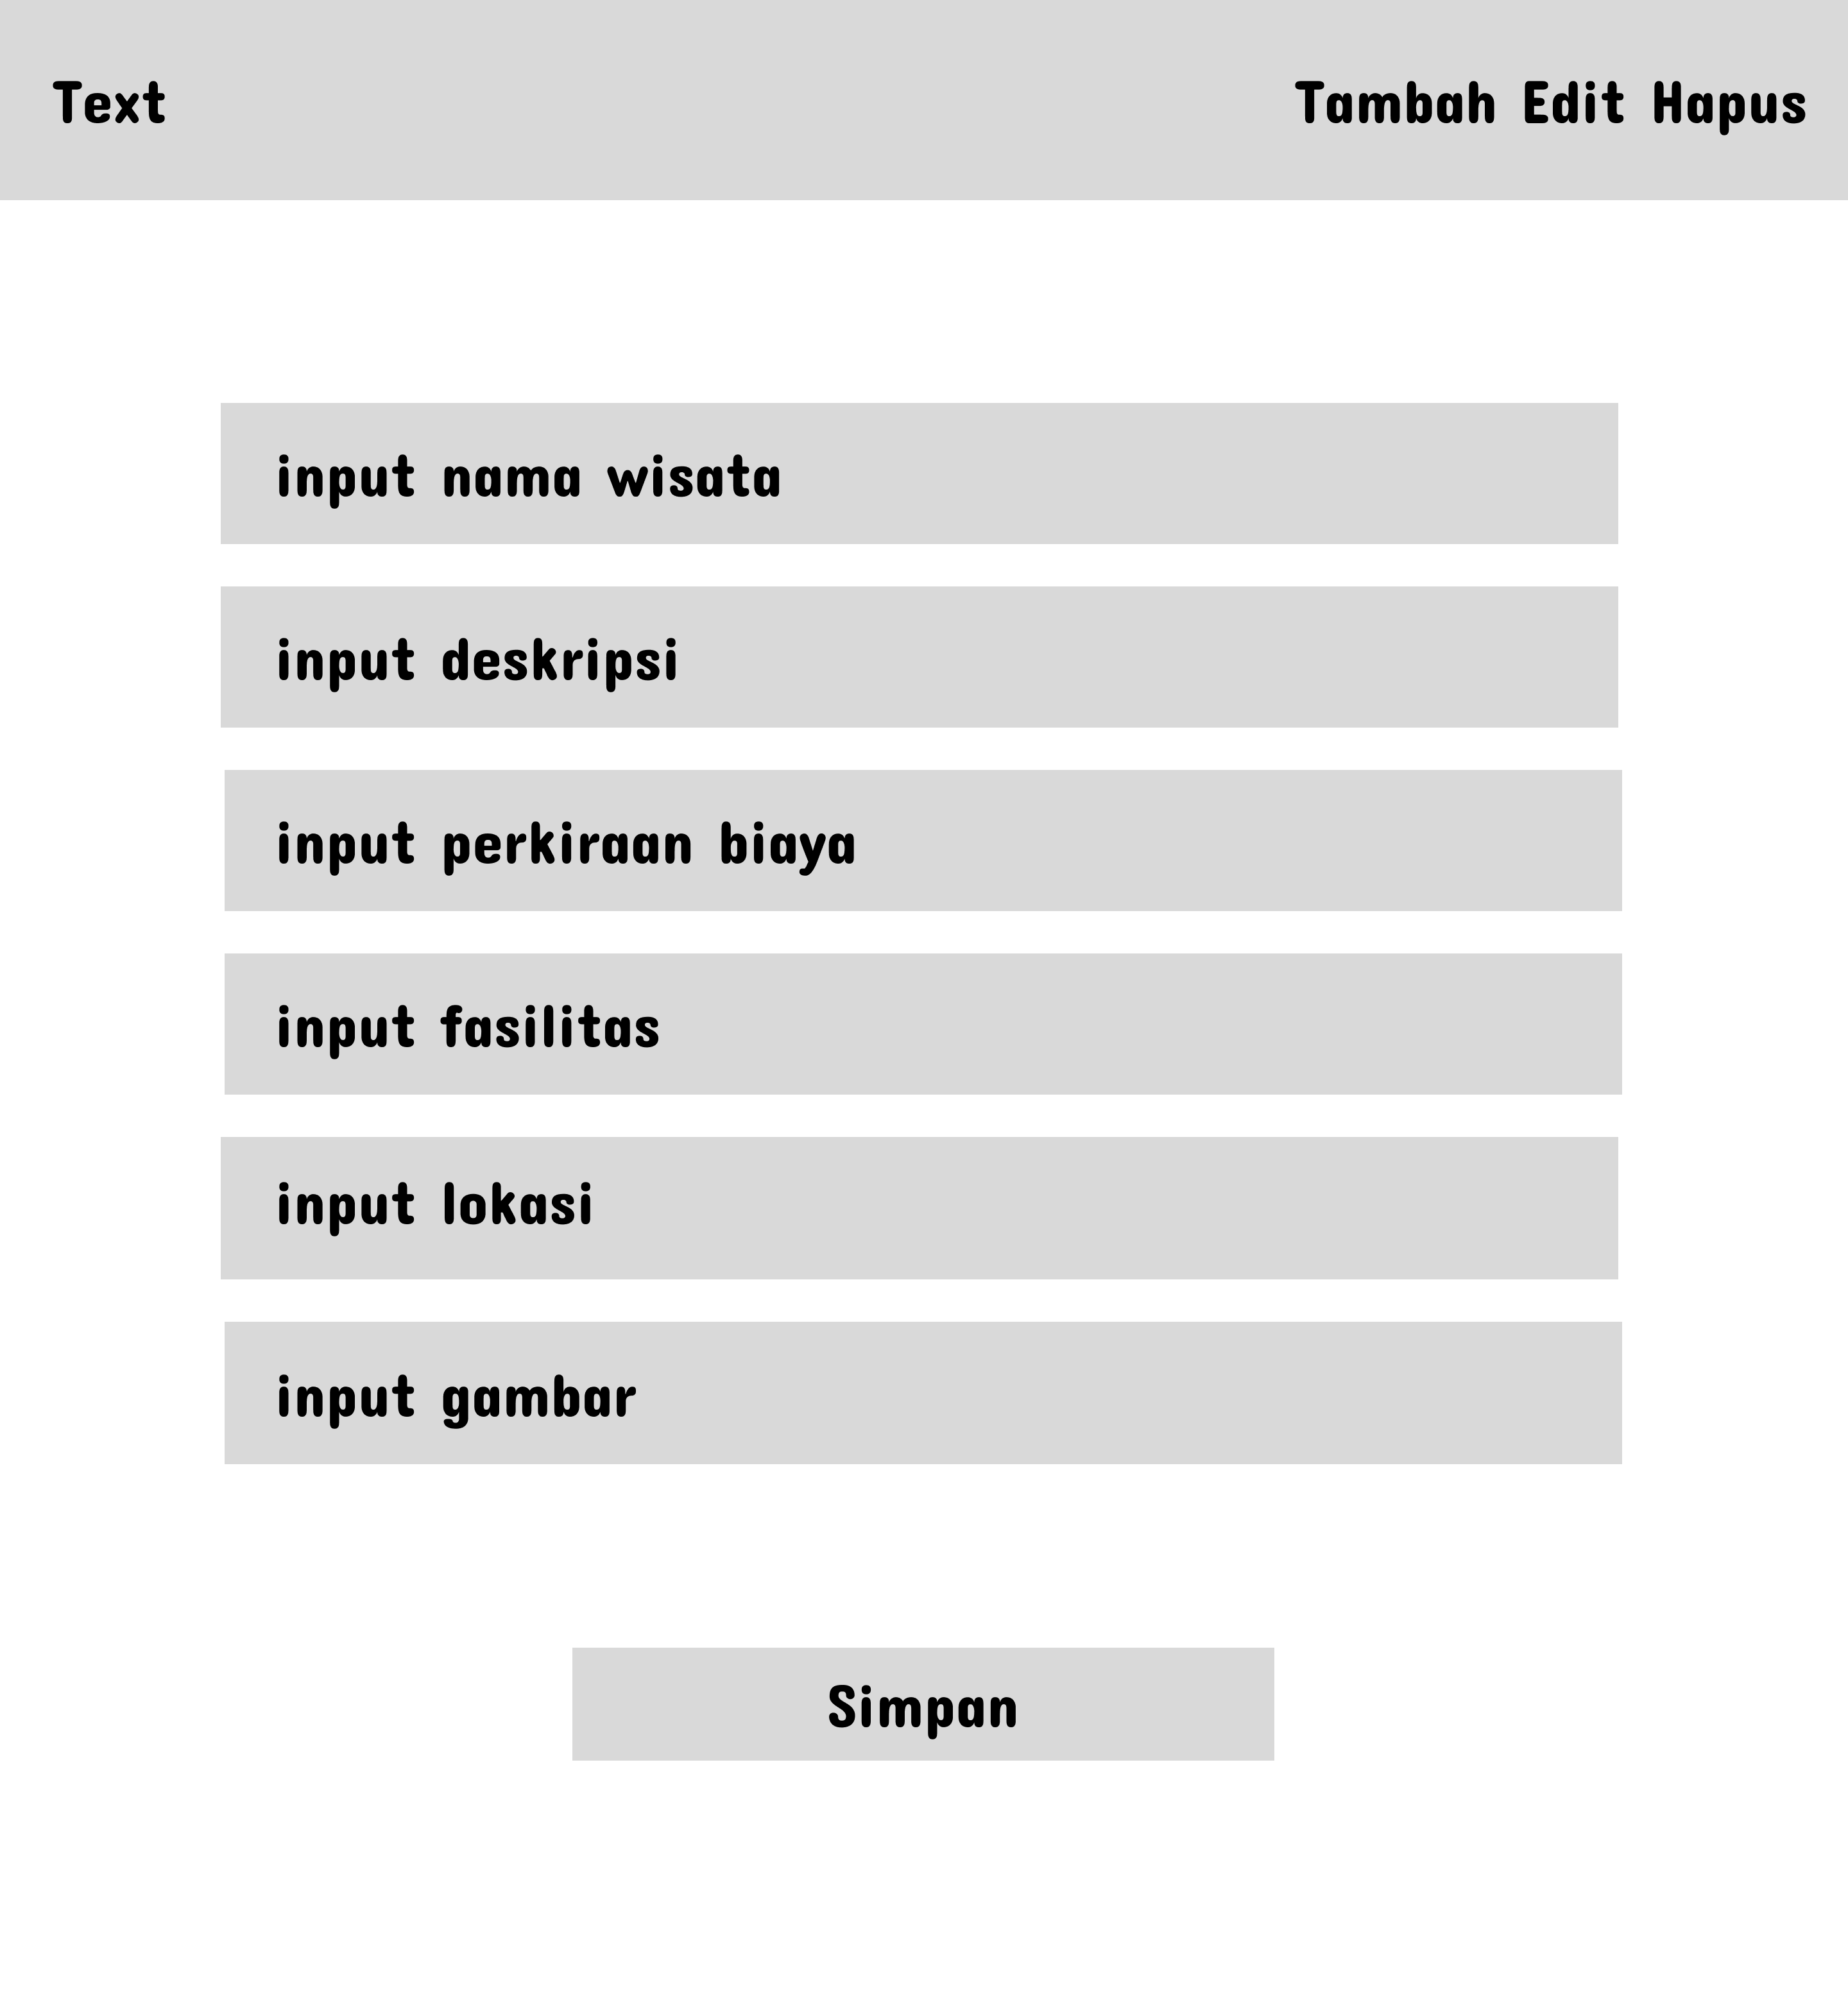 Text Tambah Edit Hapus
input nama wisata
input deskripsi
input perkiraan biaya
input fasilitas
input lokasi
input gambar
Simpan